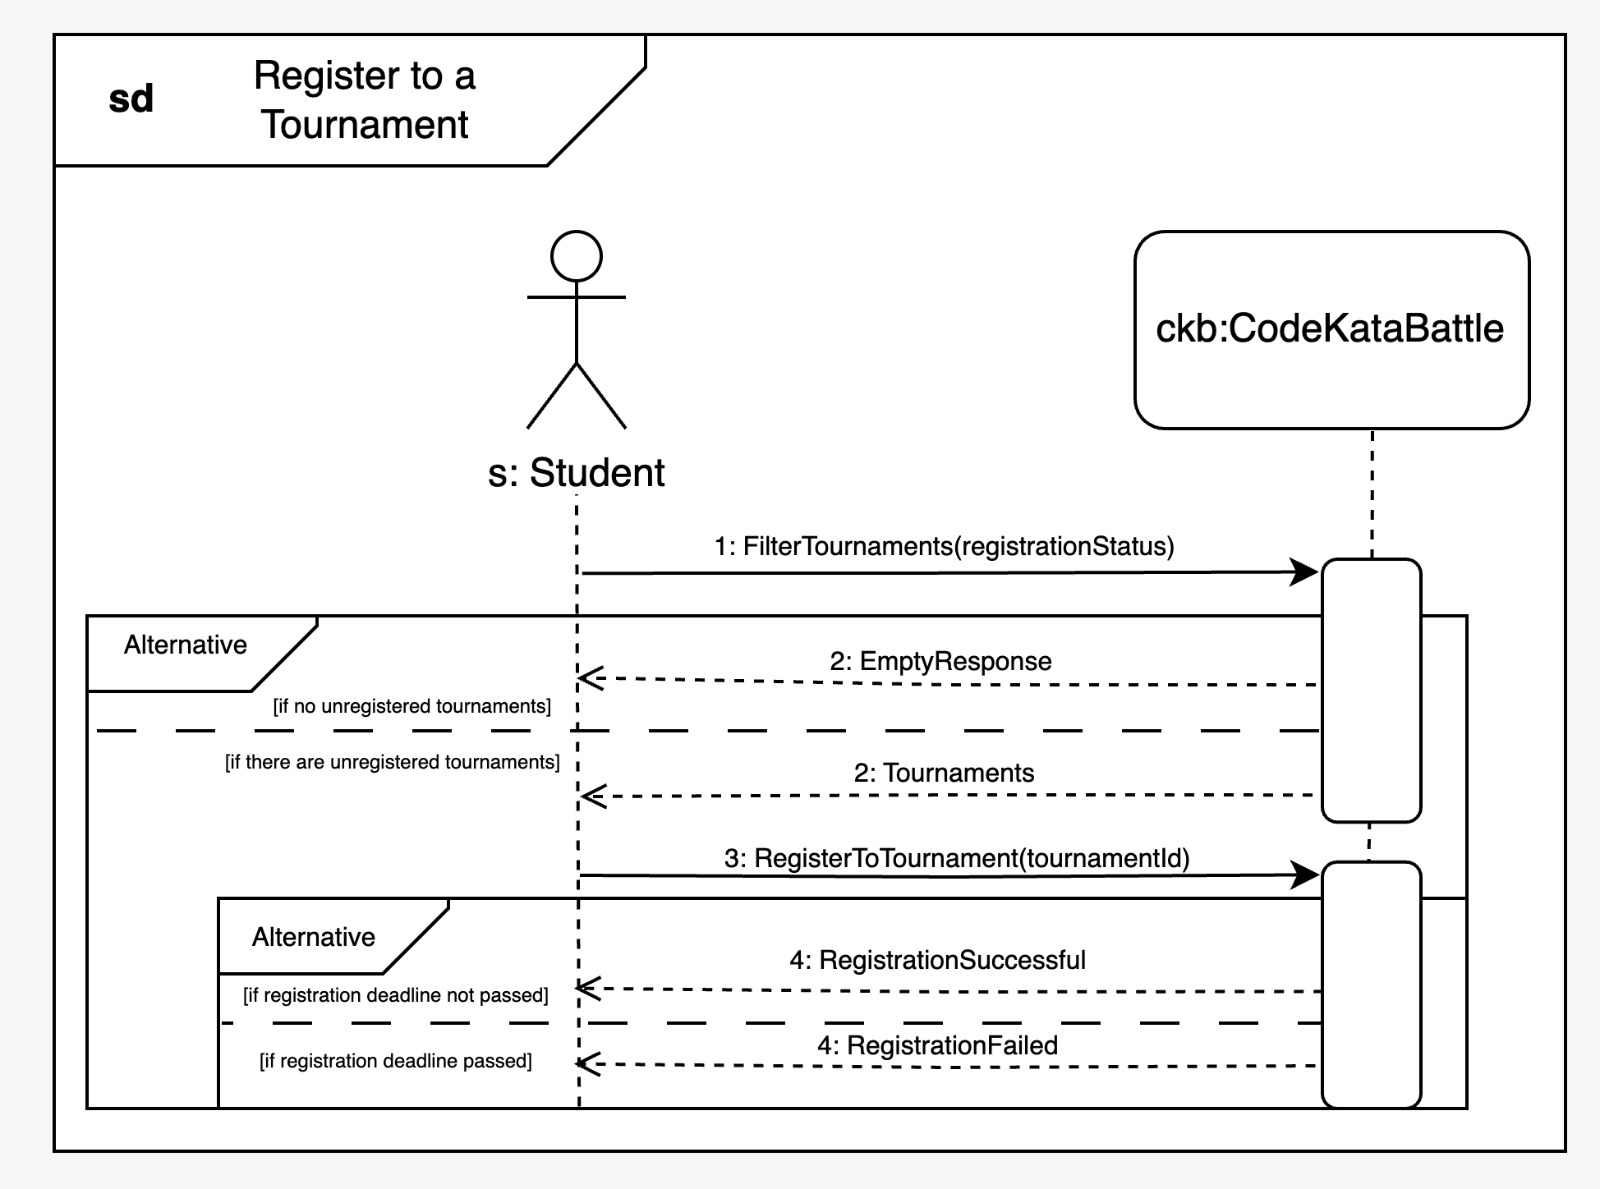 sd
Register to a
Tournament
ckb:CodeKataBattle
s: Student
1: FilterTournaments(registrationStatus)
Alternative
2: EmptyResponse
[if no unregistered tournaments]
[if there are unregistered tournaments]
2: Tournaments
3: RegisterToTournament(tournamentId)
Alternative
4: RegistrationSuccessful
[if registration deadline not passed]
4: RegistrationFailed
[if registration deadline passed]